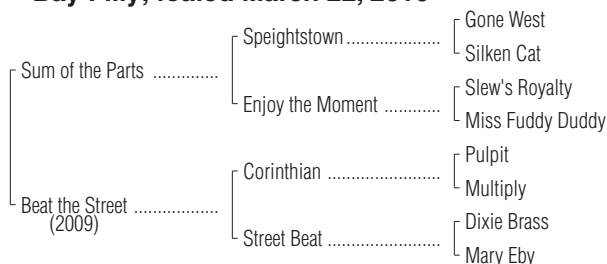 Bay Filly; foaled March
Gone West
Speightstown ....................
Silken Cat
Sum of the Parts ..............
Slew's Royalty
Enjoy the Moment ............
Miss Fuddy Duddy
Pulpit
Corinthian ........................
Multiply
Beat the Street ..................
(2009)
Dixie Brass
Street Beat .......................
Mary Eby